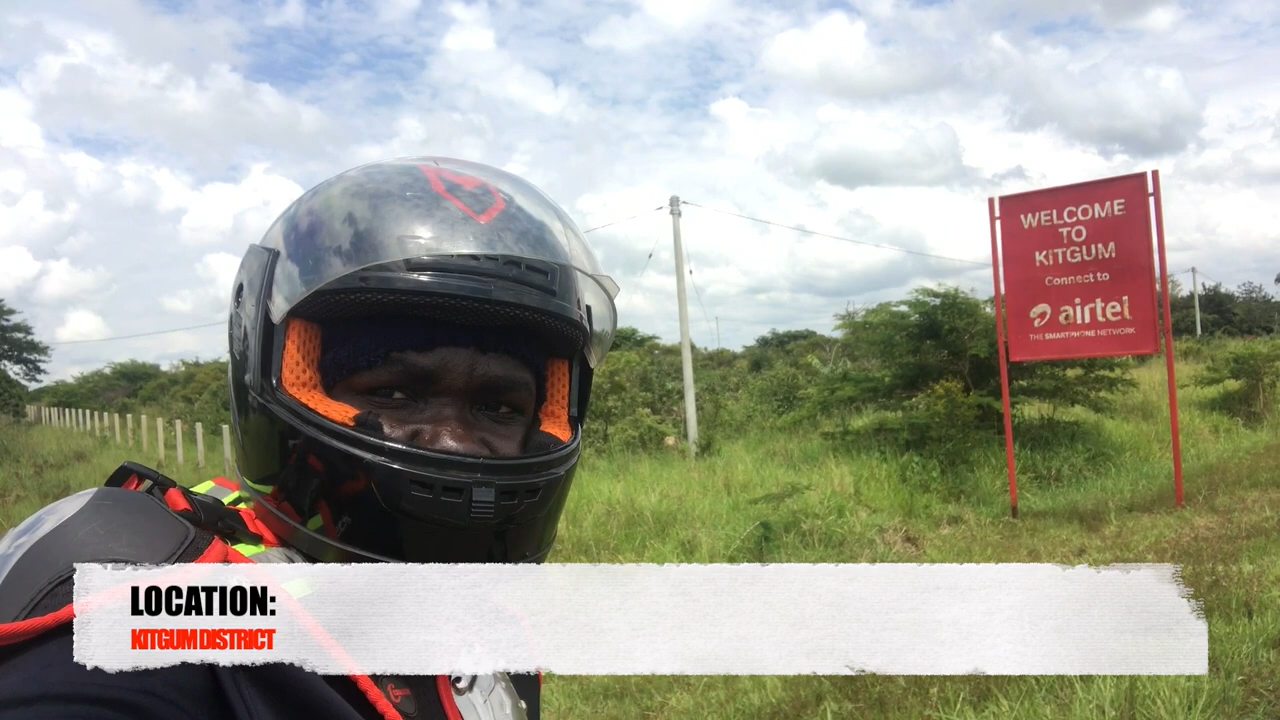 WELCOME
TO
KITGUM
Connect to
airtel
THE SMARTPHONE NETWORK
LOCATION:
KITGUM DISTRICT